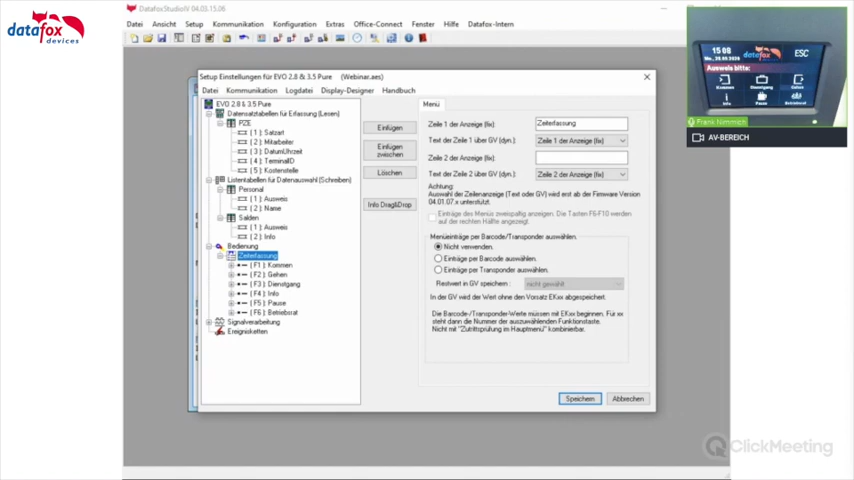 datafox
devices
DatafoxStudioIV 04.03.15.06
Datei Ansicht Setup Kommunikation Konfiguration Extras Office-Connect Fenster Hilfe Datafox-Intern
Setup Einstellungen für EVO 2.8 & 3.5 Pure (Webinar.aes)
Datei Kommunikation Logdatei Display-Designer Handbuch
EVO 2.8 & 3.5 Pure
Datensatztabellen für Erfassung (Lesen)
PZE
( 1): Satzart
( 2): Mitarbeiter
( 3): DatumUhrzeit
( 4): TerminalID
( 5): Kostenstelle
Listentabellen für Datenauswahl (Schreiben)
Personal
( 1): Ausweis
( 2): Name
Salden
( 1): Ausweis
( 2): Info
Bedienung
Zeiterfassung
( F1): Kommen
( F2): Gehen
( F3): Dienstgang
( F4): Info
( F5): Pause
( F6): Betriebsrat
Signalverarbeitung
Ereignisketten
Einfügen
Einfügen
zwischen
Löschen
Info Drag&Drop
Menü
Zeile 1 der Anzeige (fix): Zeiterfassung
Text der Zeile 1 über GV (dyn.): Zeile 1 der Anzeige (fix)
Zeile 2 der Anzeige (fix):
Text der Zeile 2 über GV (dyn.): Zeile 2 der Anzeige (fix)
Achtung:
Auswahl der Zeilenanzeige (Text oder GV) wird erst ab der Firmware Version
04.01.07.x unterstützt.
Einträge des Menüs zweispaltig anzeigen. Die Tasten F6-F10 werden
auf der rechten Hälfte angezeigt.
Menüeinträge per Barcode/Transponder auswählen.
Nicht verwenden.
Einträge per Barcode auswählen.
Einträge per Transponder auswählen.
Restwert in GV speichern : nicht gewählt
In der GV wird der Wert ohne den Vorsatz EKxx abgespeichert.
Die Barcode-/Transponder-Werte müssen mit EKxx beginnen. Für xx
steht dann die Nummer der auszuwählenden Funktionstaste.
Nicht mit "Zutrittsprüfung im Hauptmenü" kombinierbar.
Speichern Abbrechen
15 08 datafox ESC
Ausweis bitte:
Kommen Dienstgang Gehen
Info Pause Betriebsrat
Frank Nimmich
AV-BEREICH
ClickMeeting